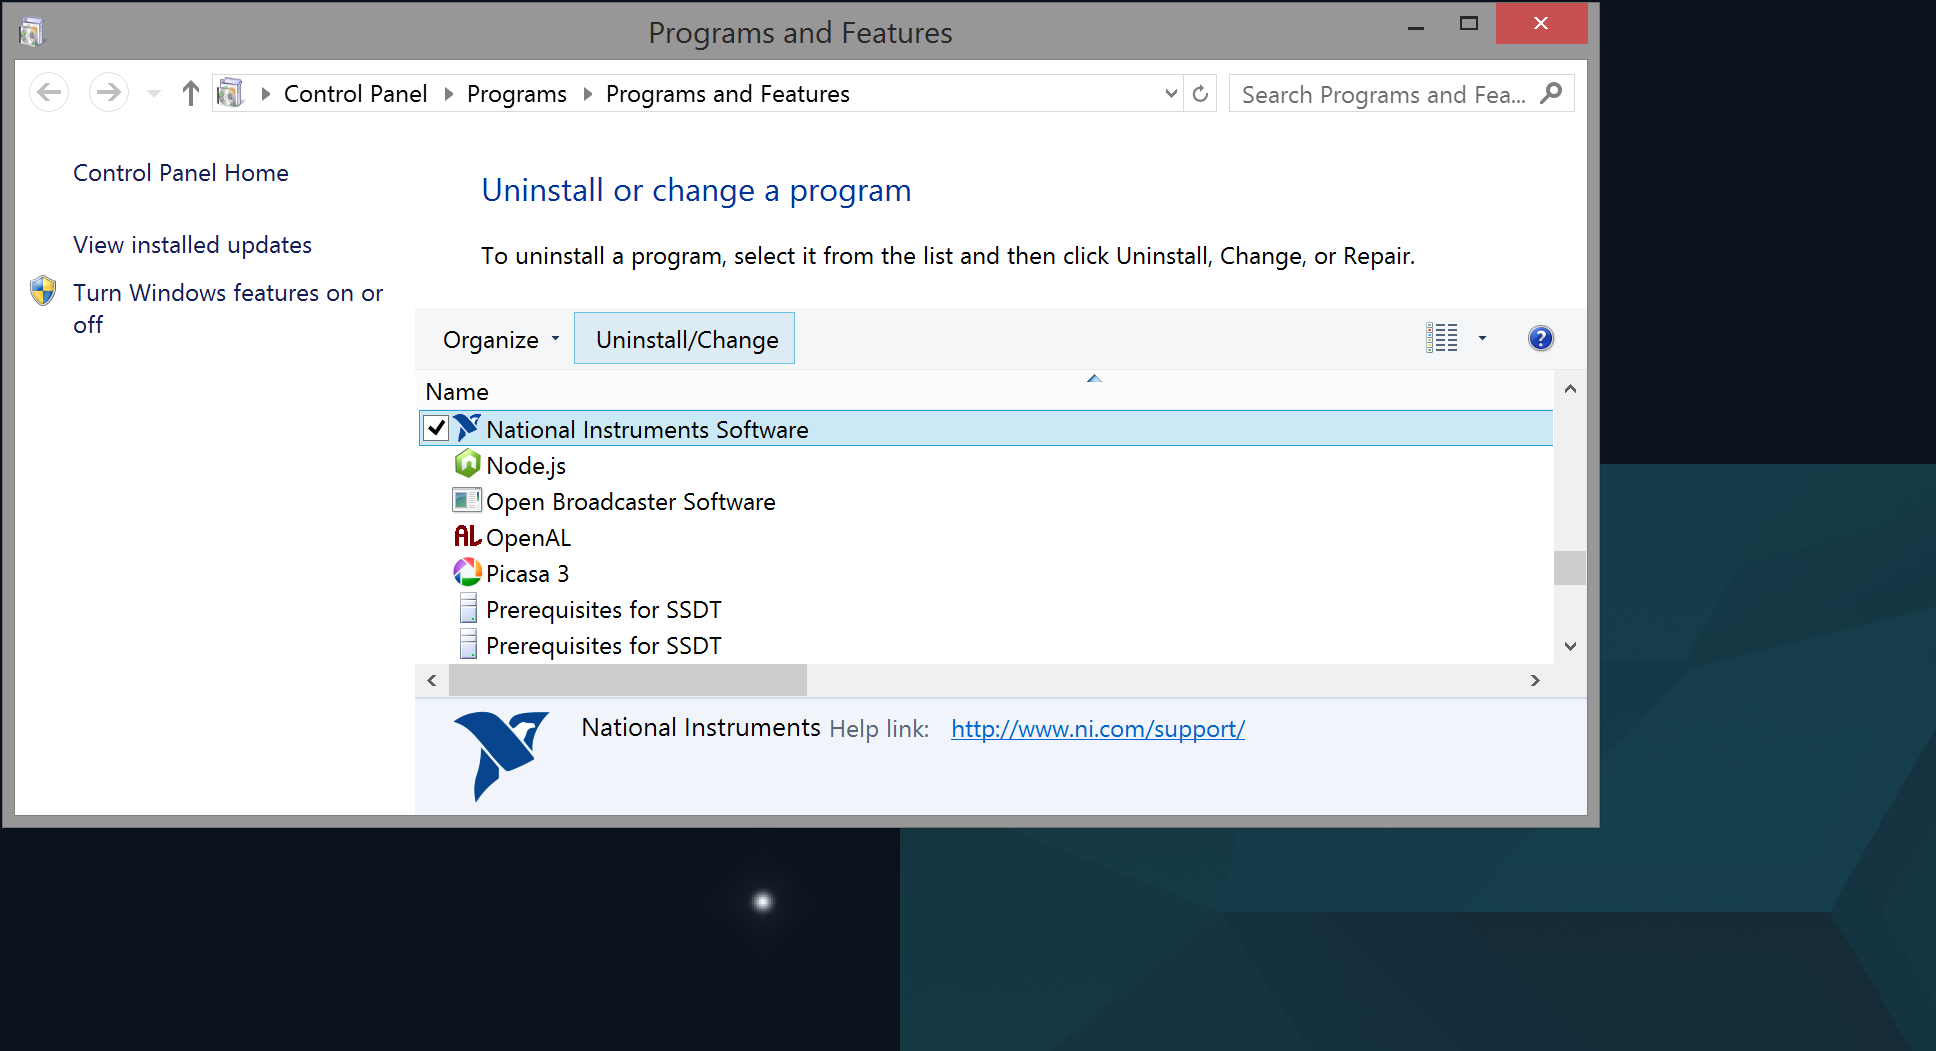 Programs and Features
Control Panel Programs Programs and Features
Search Programs and Fea...
Control Panel Home
View installed updates
Turn Windows features on or
off
Uninstall or change a program
To uninstall a program, select it from the list and then click Uninstall, Change, or Repair.
Organize Uninstall/Change
Name
National Instruments Software
Node.js
Open Broadcaster Software
AL OpenAL
Picasa 3
Prerequisites for SSDT
Prerequisites for SSDT
National Instruments Help link: http://www.ni.com/support/